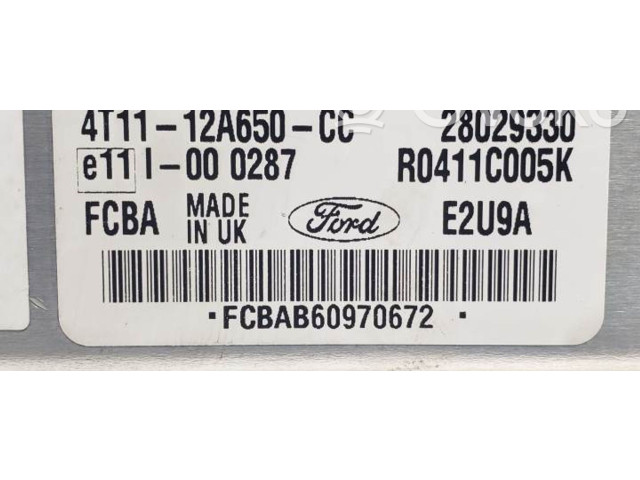 4T11-12A650-CC 28029330
e11 I-00 0287 R0411C005K
FCBA MADE IN UK Ford E2U9A
·FCBAB60970672·